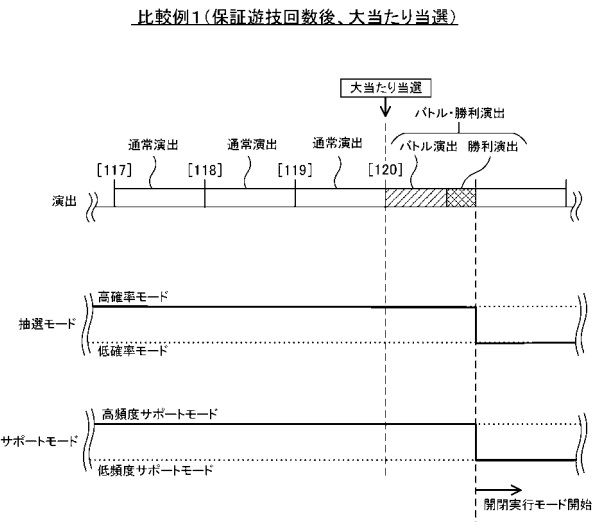 比較例１（保証遊技回数後、大当たり当選）
大当たり当選
バトル・勝利演出
通常演出
通常演出
通常演出
バトル演出
勝利演出
[117]
[118]
[119]
[120]
演出
高確率モード
抽選モード
低確率モード
高頻度サポートモード
サポートモード
低頻度サポートモード
開閉実行モード開始